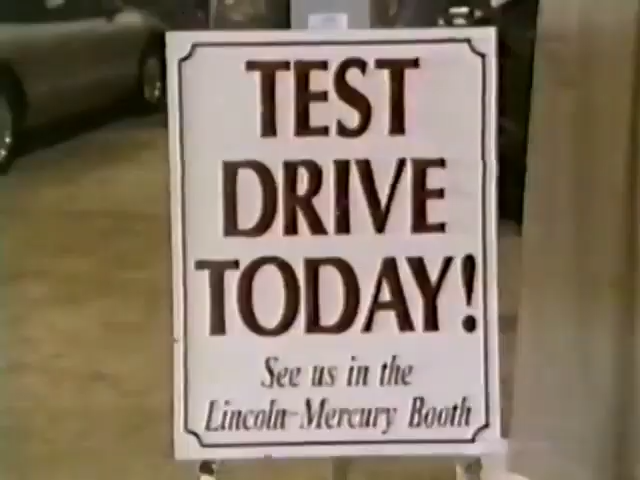 TEST
DRIVE
TODAY!
See us in the
Lincoln-Mercury Booth